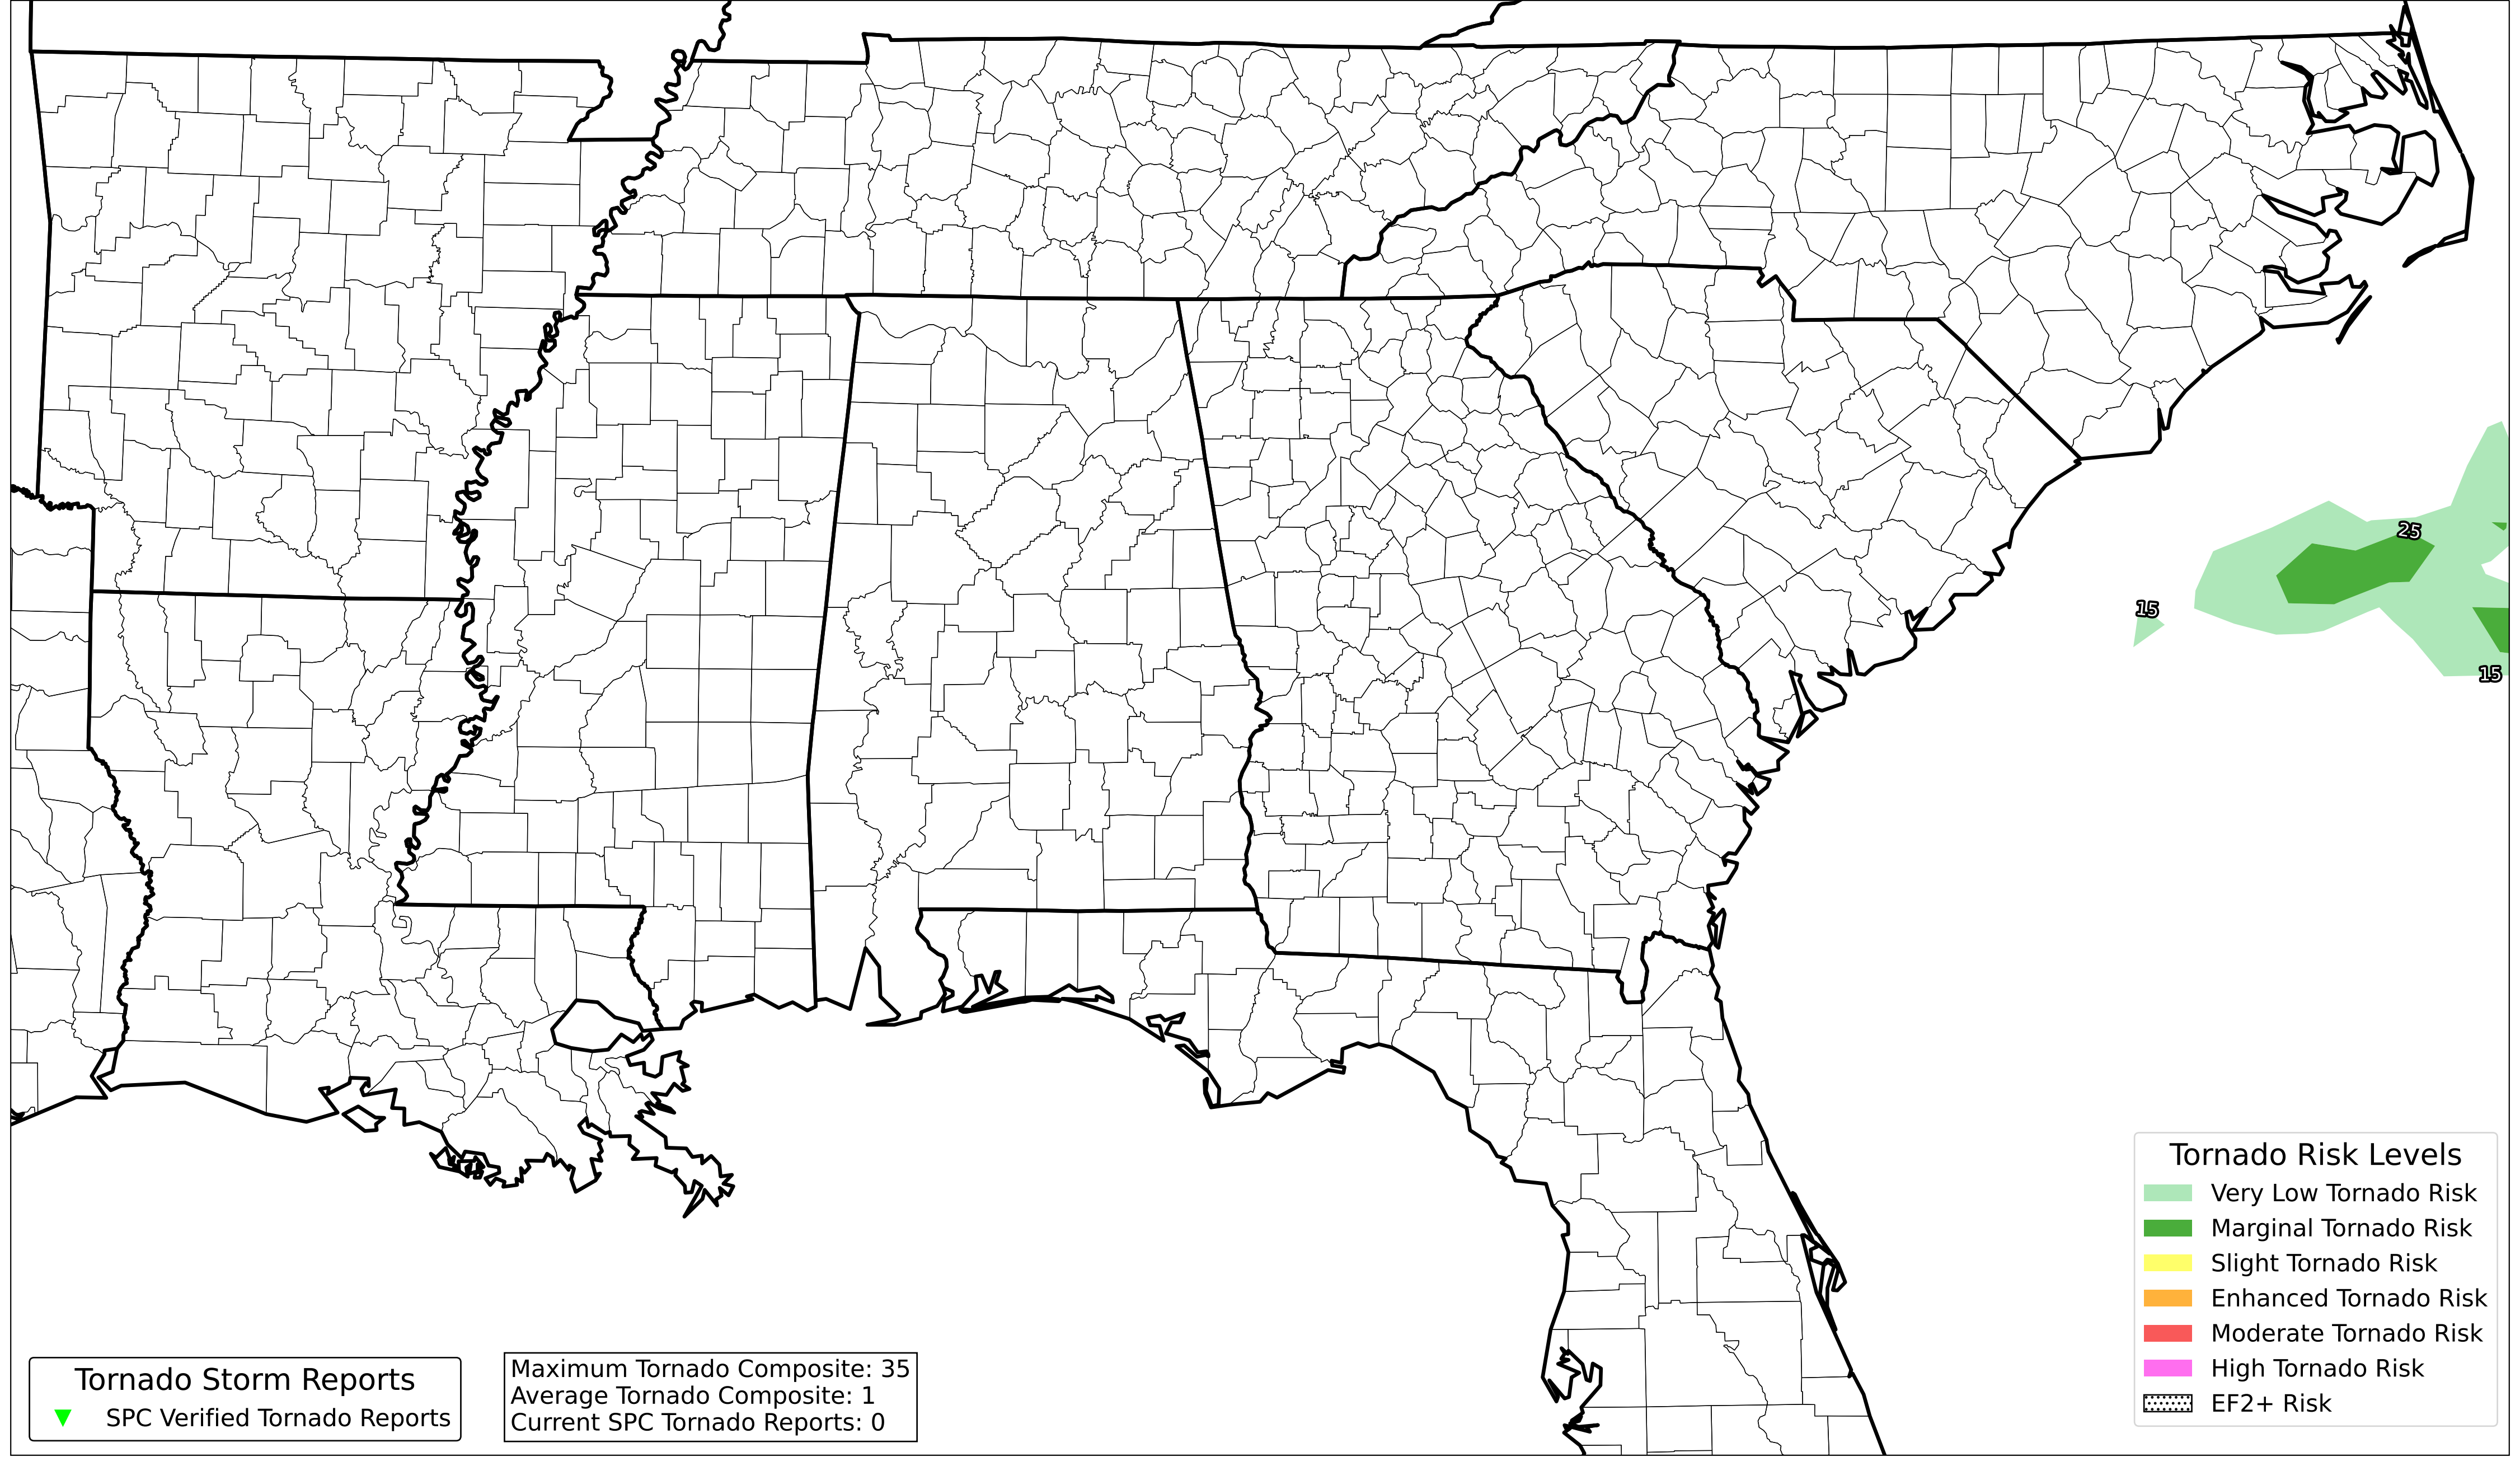 25
15
15
Tornado Risk Levels
Very Low Tornado Risk
Marginal Tornado Risk
Slight Tornado Risk
Enhanced Tornado Risk
Moderate Tornado Risk
High Tornado Risk
EF2+ Risk
Tornado Storm Reports
SPC Verified Tornado Reports
Maximum Tornado Composite: 35
Average Tornado Composite: 1
Current SPC Tornado Reports: 0